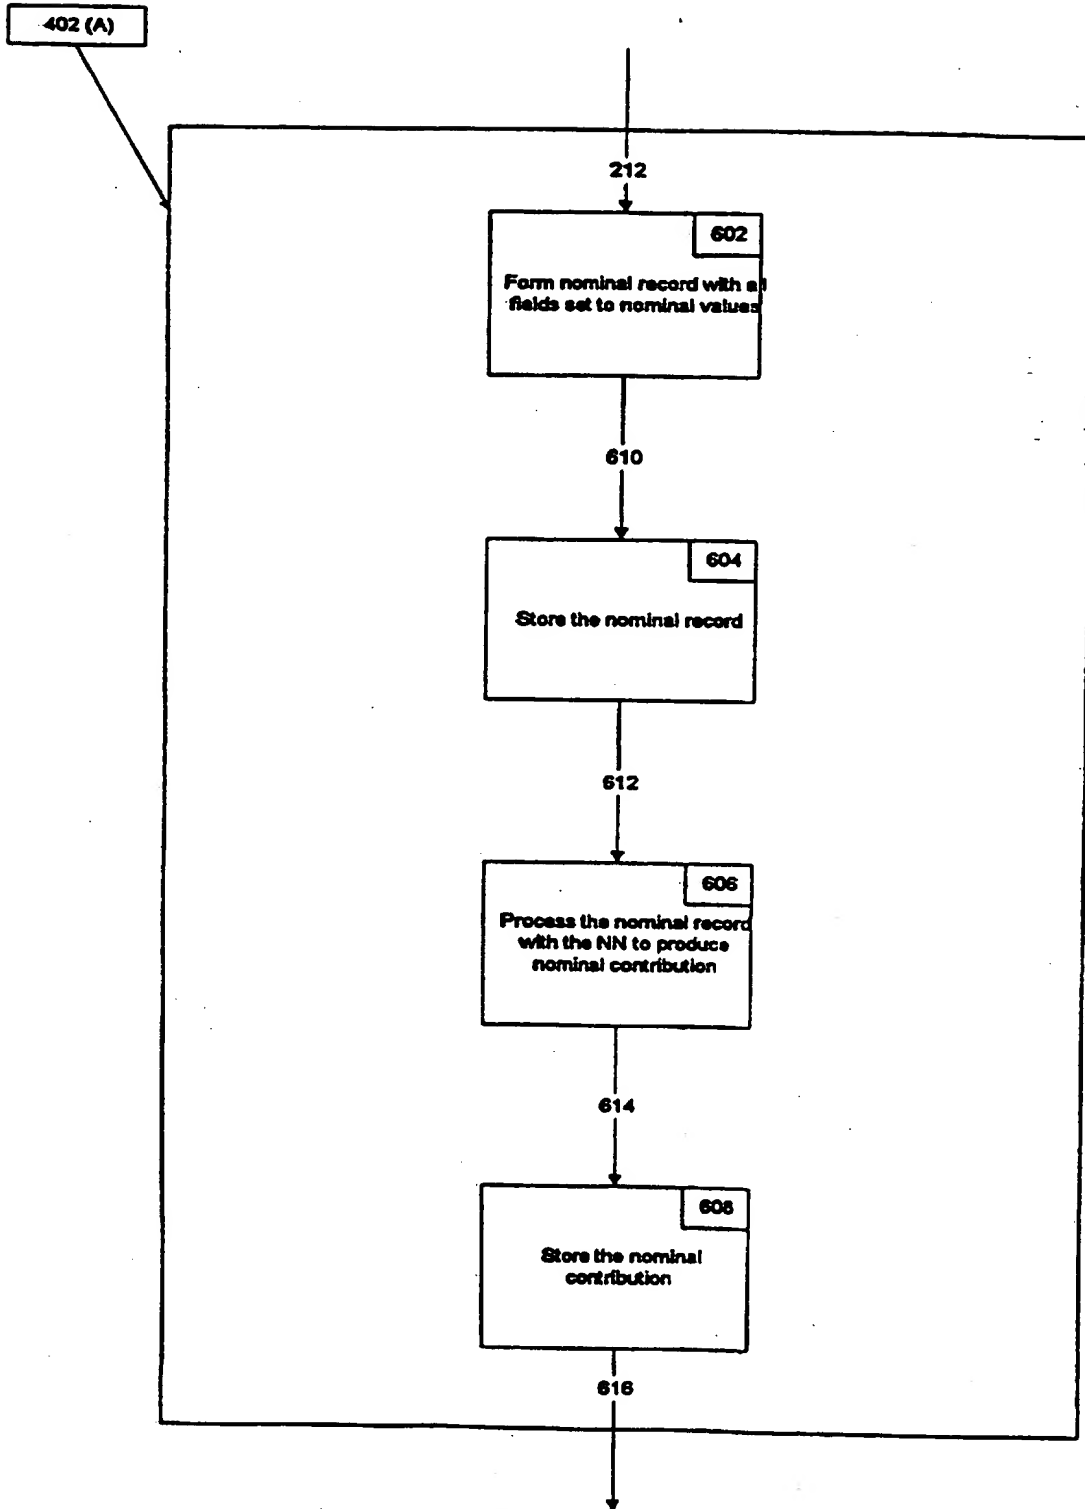 402 (A)
212
602
Form nominal record with all
fields set to nominal values
610
604
Store the nominal record
612
606
Process the nominal record
with the NN to produce
nominal contribution
614
608
Store the nominal
contribution
616